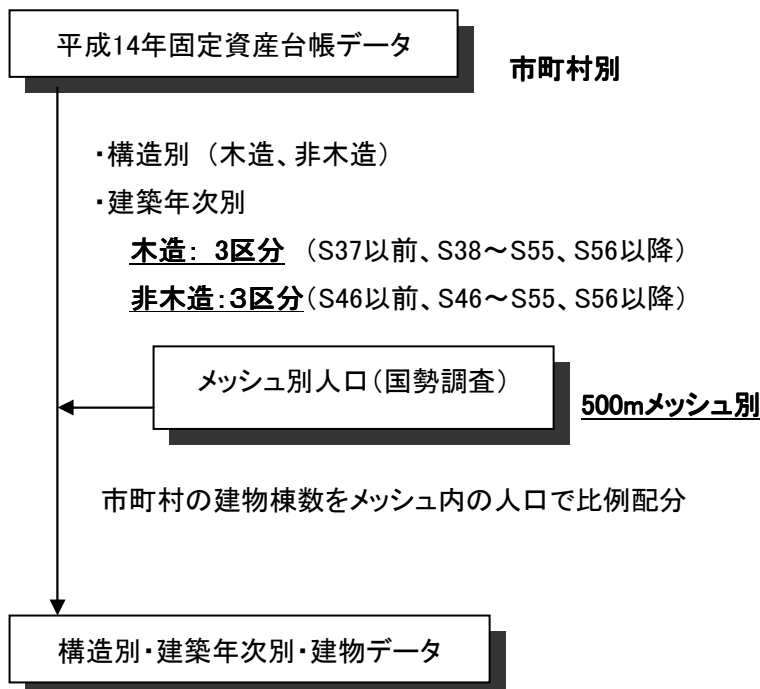 平成14年固定資産台帳データ
市町村別
・構造別 （木造、非木造）
・建築年次別
木造： 3区分 （S37以前、S38～S55、S56以降）
非木造：３区分（S46以前、S46～S55、S56以降）
メッシュ別人口（国勢調査）
500mメッシュ別
市町村の建物棟数をメッシュ内の人口で比例配分
構造別・建築年次別・建物データ